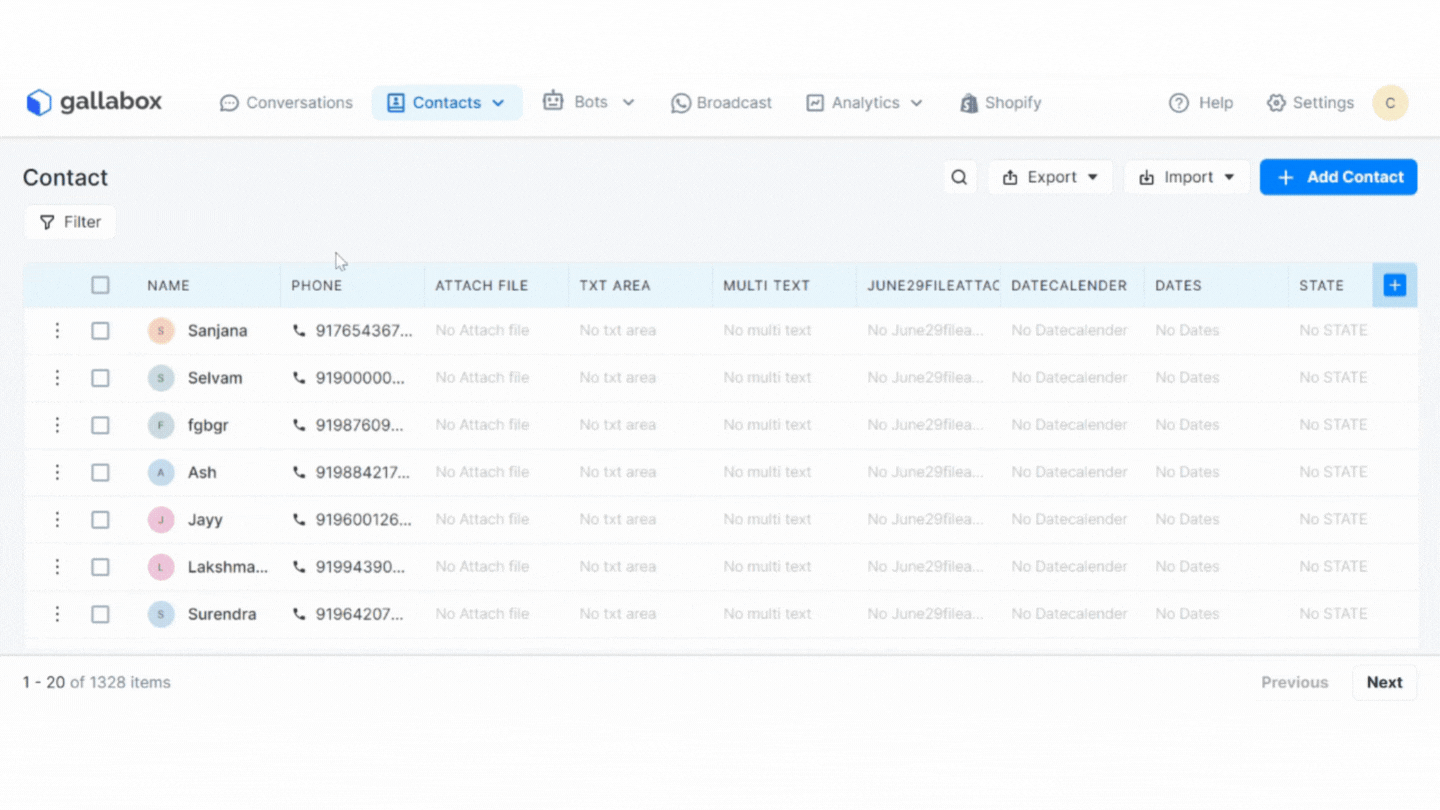 gallabox Conversations Contacts Bots Broadcast Analytics Shopify Help Settings C
Contact Export Import + Add Contact
Filter
NAME PHONE ATTACH FILE TXT AREA MULTI TEXT JUNE29FILEATTAC DATECALENDER DATES STATE +
S Sanjana 917654367... No Attach file No txt area No multi text No June29filea... No Datecalender No Dates No STATE
S Selvam 91900000... No Attach file No txt area No multi text No June29filea... No Datecalender No Dates No STATE
F fgbgr 91987609... No Attach file No txt area No multi text No June29filea... No Datecalender No Dates No STATE
A Ash 919884217... No Attach file No txt area No multi text No June29filea... No Datecalender No Dates No STATE
J Jayy 919600126... No Attach file No txt area No multi text No June29filea... No Datecalender No Dates No STATE
L Lakshma... 91994390... No Attach file No txt area No multi text No June29filea... No Datecalender No Dates No STATE
S Surendra 91964207... No Attach file No txt area No multi text No June29filea... No Datecalender No Dates No STATE
1 - 20 of 1328 items Previous Next